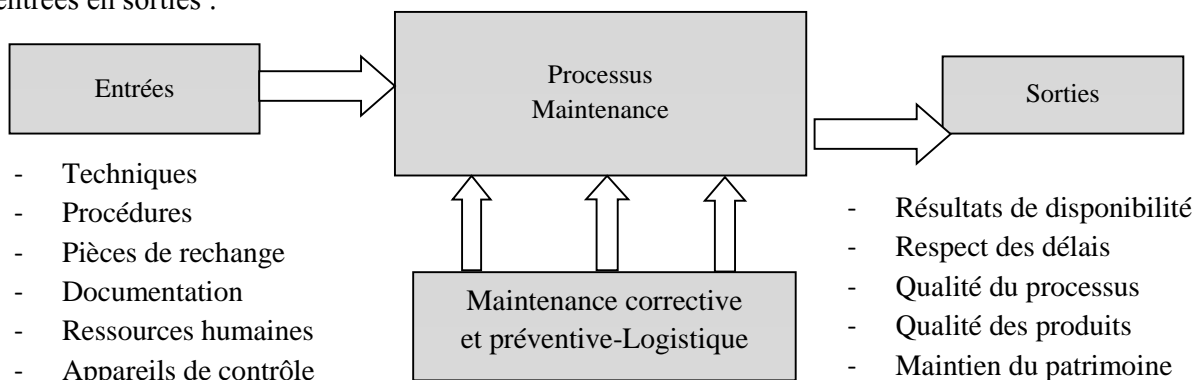 entrées en sorties :
Entrées
Processus
Maintenance
Sorties
- Techniques
- Procédures
- Pièces de rechange
- Documentation
- Ressources humaines
- Appareils de contrôle
Maintenance corrective
et préventive-Logistique
- Résultats de disponibilité
- Respect des délais
- Qualité du processus
- Qualité des produits
- Maintien du patrimoine